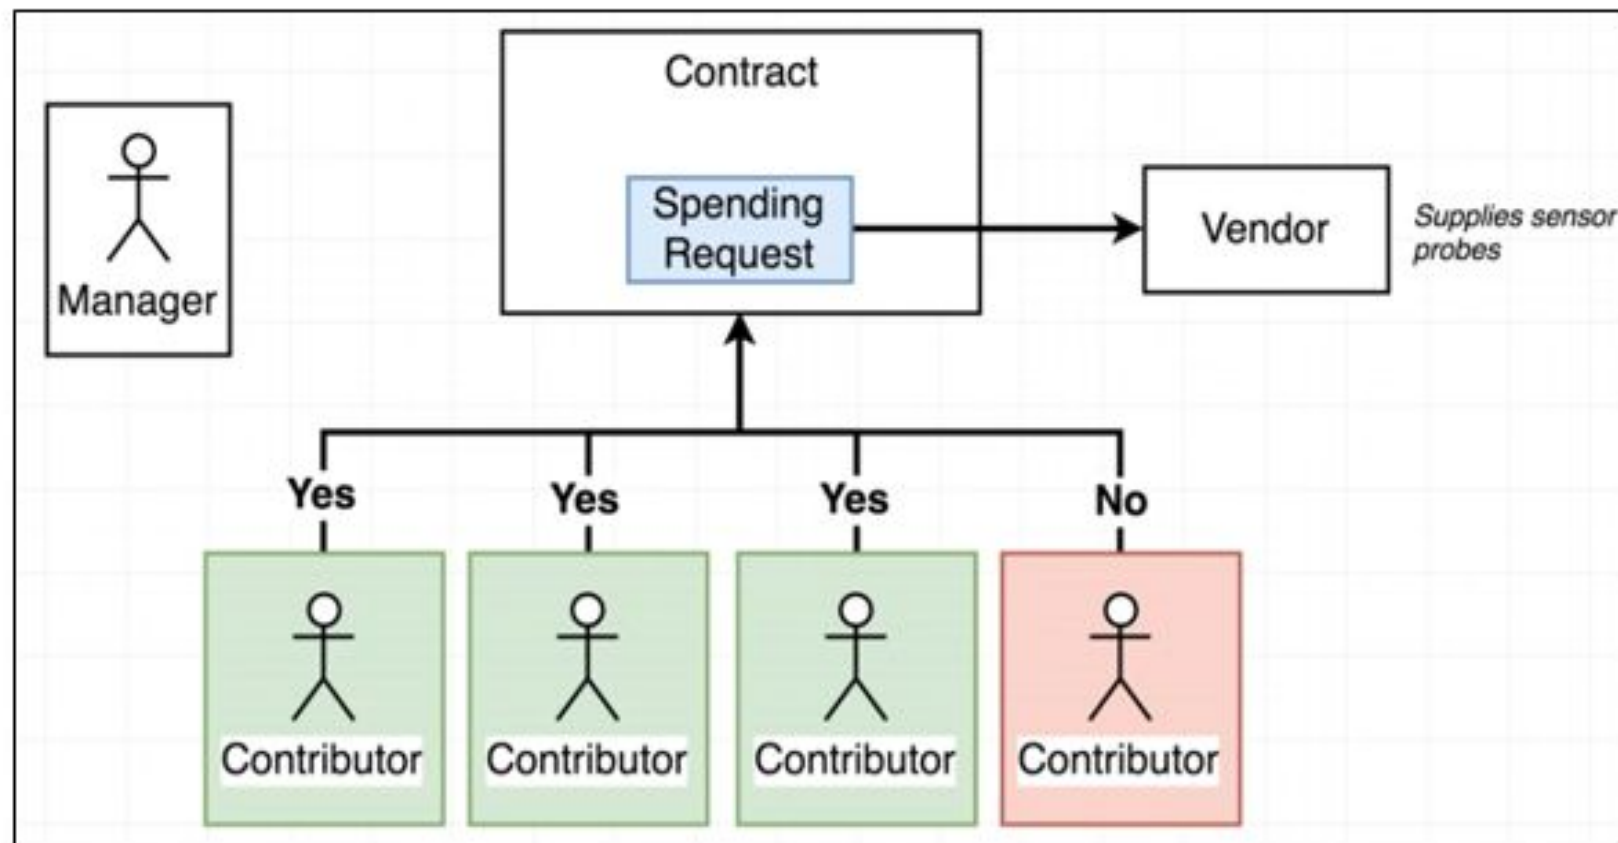 Contract
Manager
Spending
Request
Vendor
Supplies sensor
probes
Yes
Yes
Yes
No
Contributor
Contributor
Contributor
Contributor